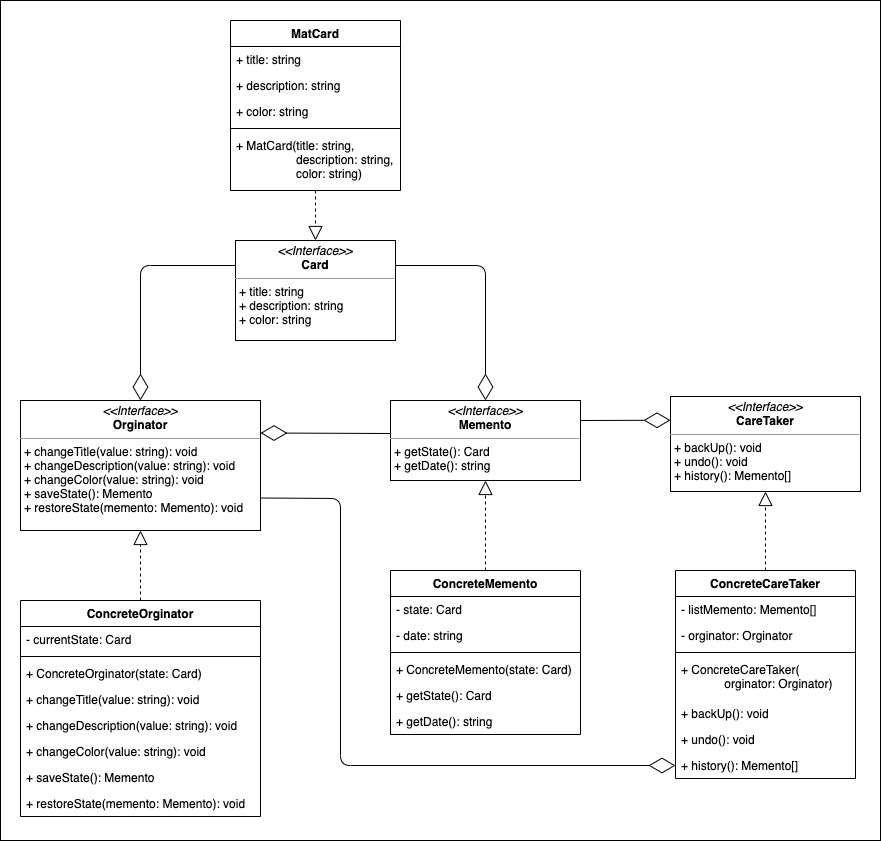 MatCard
+ title: string
+ description: string
+ color: string
+ MatCard(title: string,
description: string,
color: string)
<<Interface>>
Card
+ title: string
+ description: string
+ color: string
<<Interface>>
Orginator
+ changeTitle(value: string): void
+ changeDescription(value: string): void
+ changeColor(value: string): void
+ saveState(): Memento
+ restoreState(memento: Memento): void
<<Interface>>
Memento
+ getState(): Card
+ getDate(): string
<<Interface>>
CareTaker
+ backUp(): void
+ undo(): void
+ history(): Memento[]
ConcreteOrginator
- currentState: Card
+ ConcreteOrginator(state: Card)
+ changeTitle(value: string): void
+ changeDescription(value: string): void
+ changeColor(value: string): void
+ saveState(): Memento
+ restoreState(memento: Memento): void
ConcreteMemento
- state: Card
- date: string
+ ConcreteMemento(state: Card)
+ getState(): Card
+ getDate(): string
ConcreteCareTaker
- listMemento: Memento[]
- orginator: Orginator
+ ConcreteCareTaker(
orginator: Orginator)
+ backUp(): void
+ undo(): void
+ history(): Memento[]